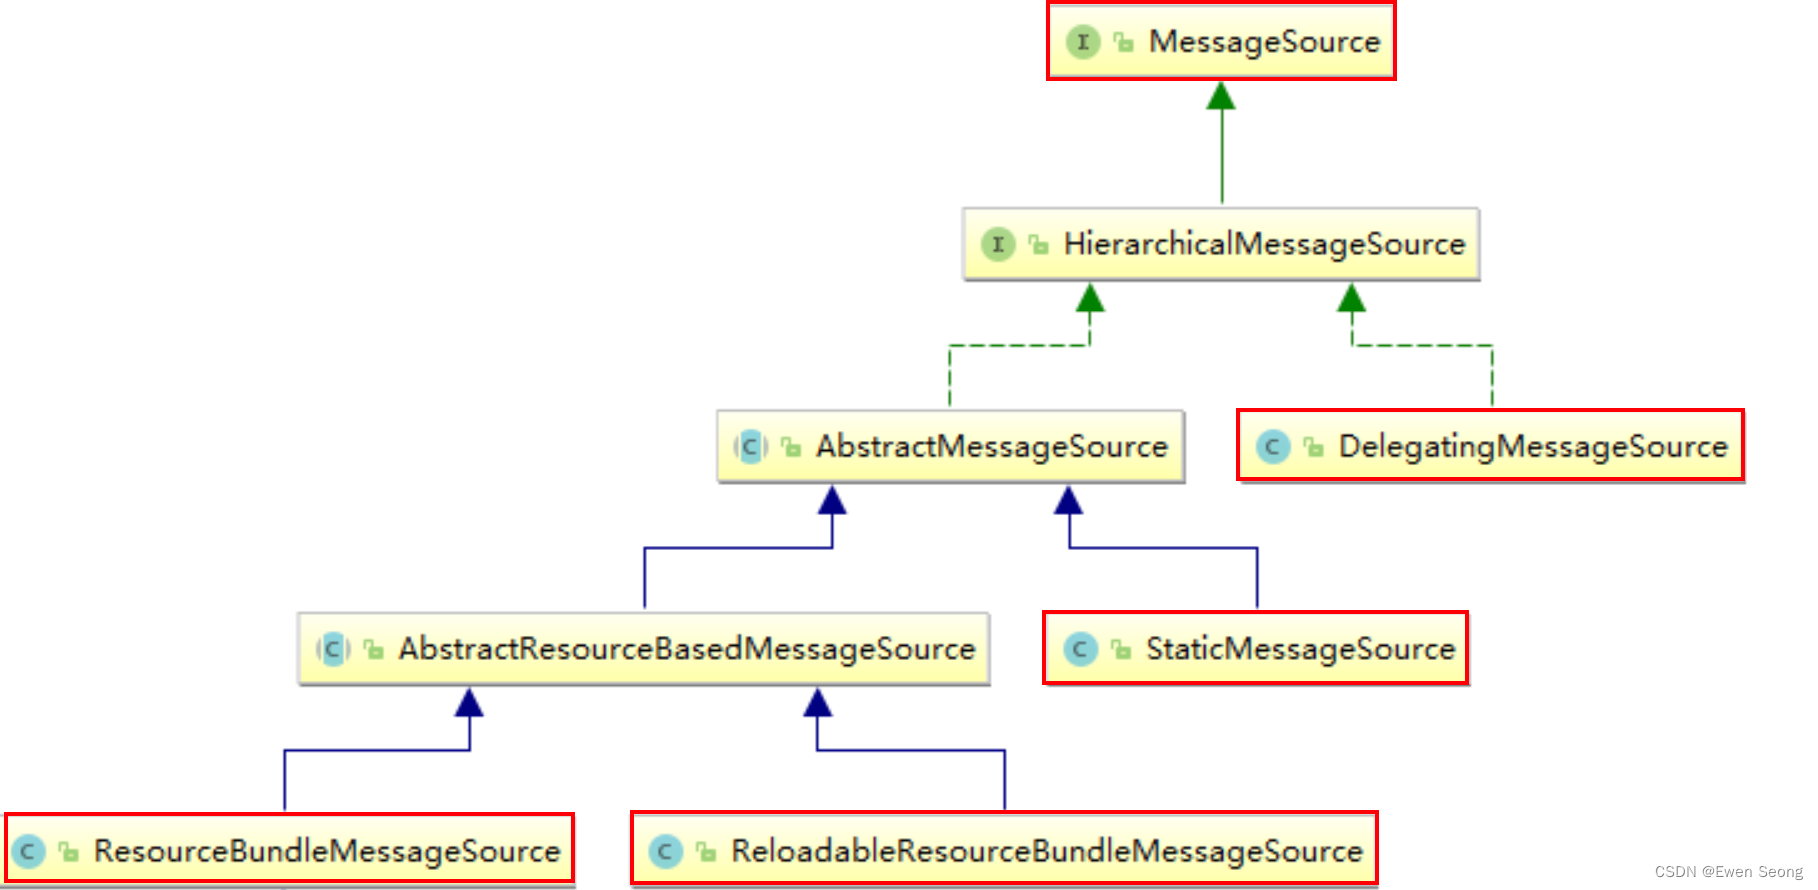 I MessageSource
I HierarchicalMessageSource
C AbstractMessageSource
C DelegatingMessageSource
C AbstractResourceBasedMessageSource
C StaticMessageSource
C ResourceBundleMessageSource
C ReloadableResourceBundleMessageSource
CSDN @Ewen Seong